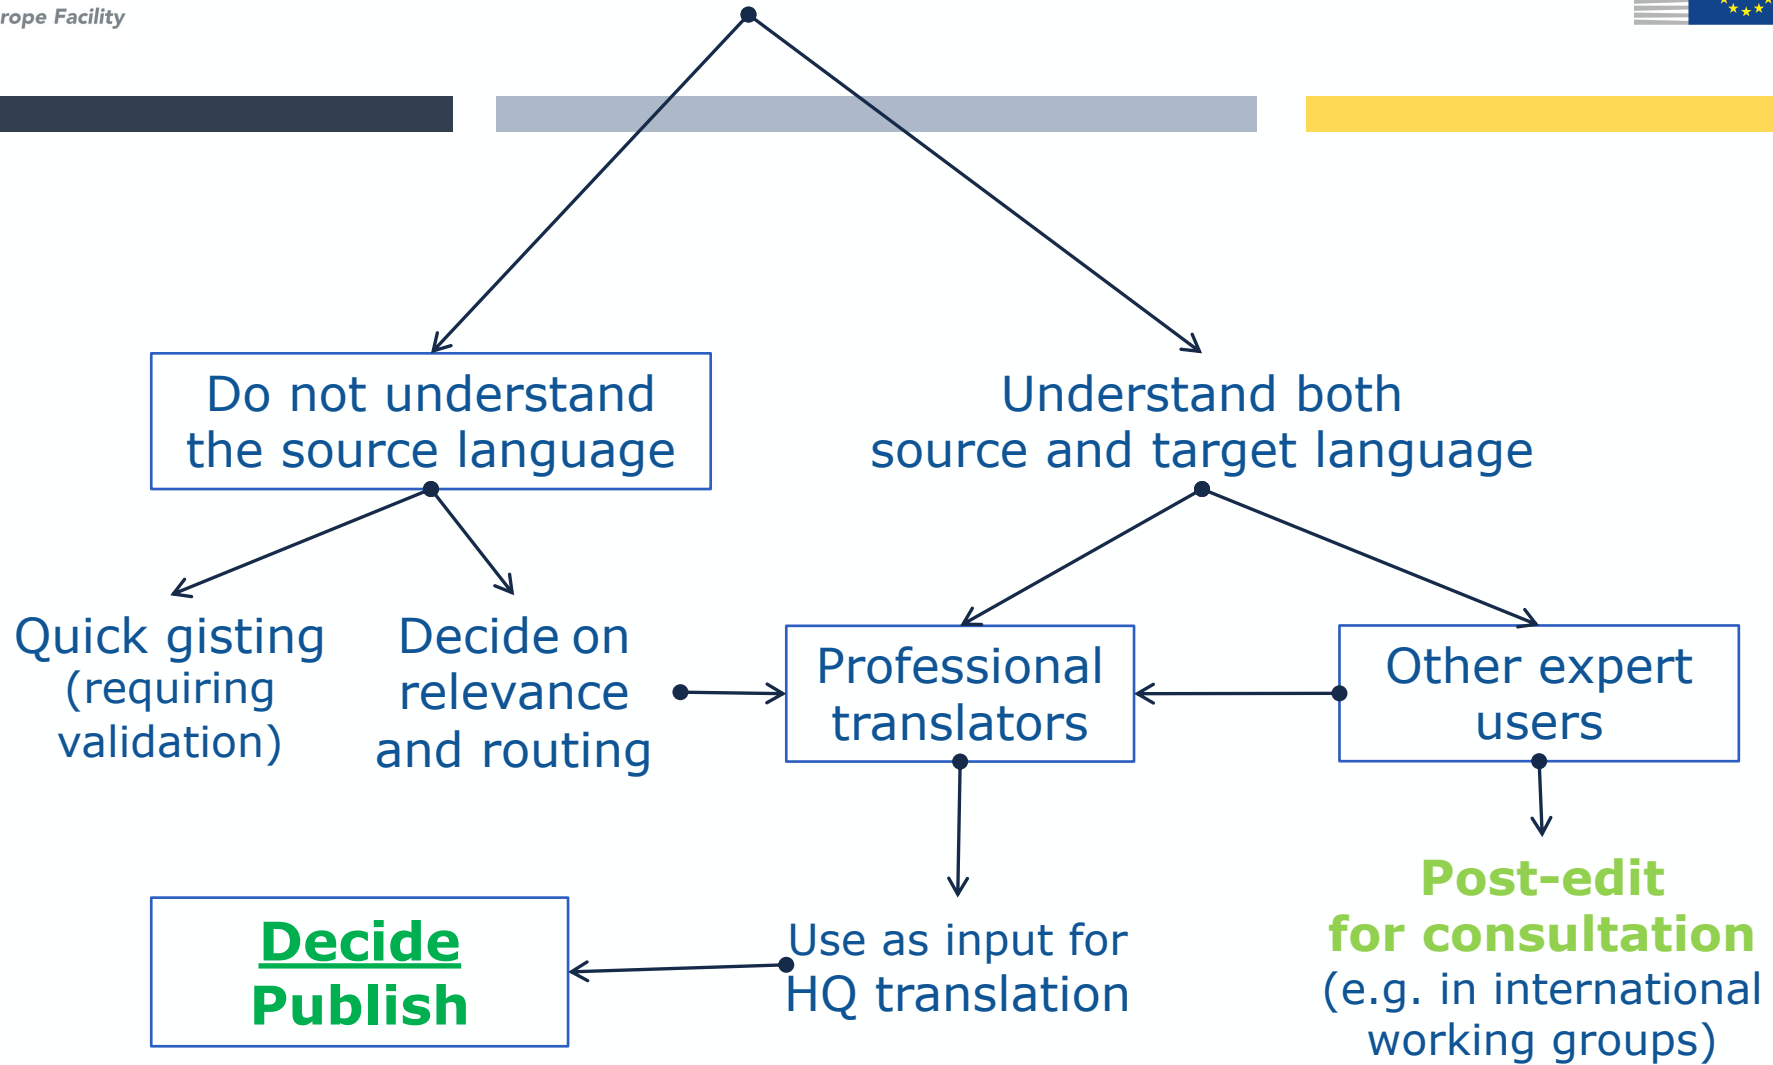 rope Facility
Do not understand
the source language
Understand both
source and target language
Quick gisting
(requiring
validation)
Decide on
relevance
and routing
Professional
translators
Other expert
users
Decide
Publish
Use as input for
HQ translation
Post-edit
for consultation
(e.g. in international
working groups)